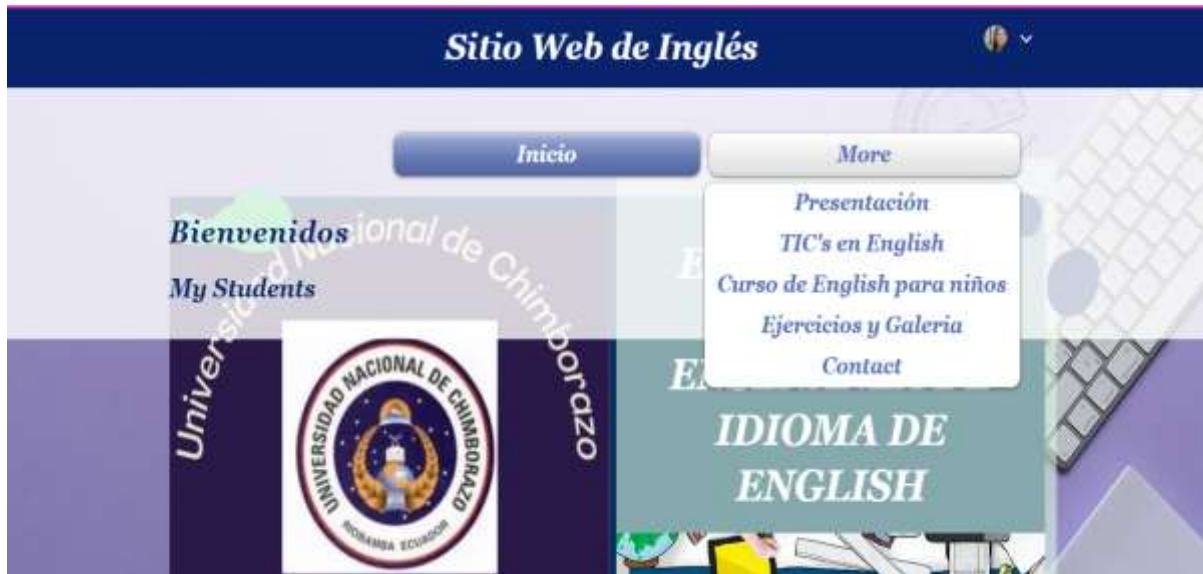 Sitio Web de Inglés
Inicio
More
Presentación
TIC's en English
Curso de English para niños
Ejercicios y Galeria
Contact
Bienvenidos
My Students
Universidad Nacional de Chimborazo
UNIVERSIDAD NACIONAL DE CHIMBORAZO
RIOBAMBA ECUADOR
IDIOMA DE
ENGLISH